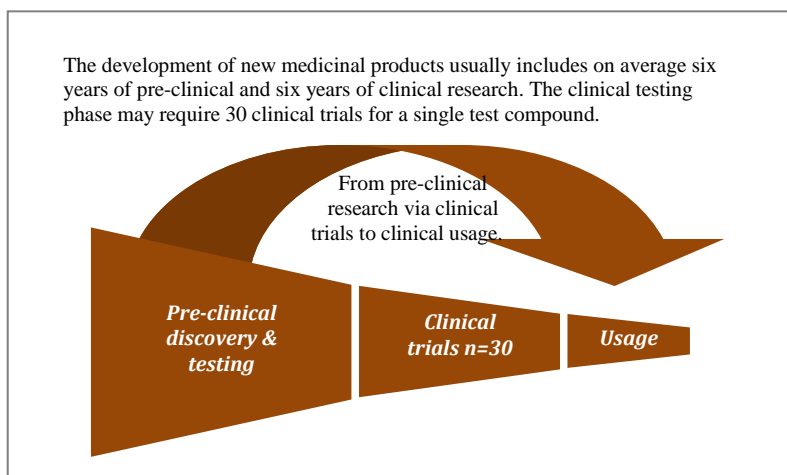 The development of new medicinal products usually includes on average six
years of pre-clinical and six years of clinical research. The clinical testing
phase may require 30 clinical trials for a single test compound.
From pre-clinical
research via clinical
trials to clinical usage.
Pre-clinical
discovery &
testing
Clinical
trials n=30
Usage